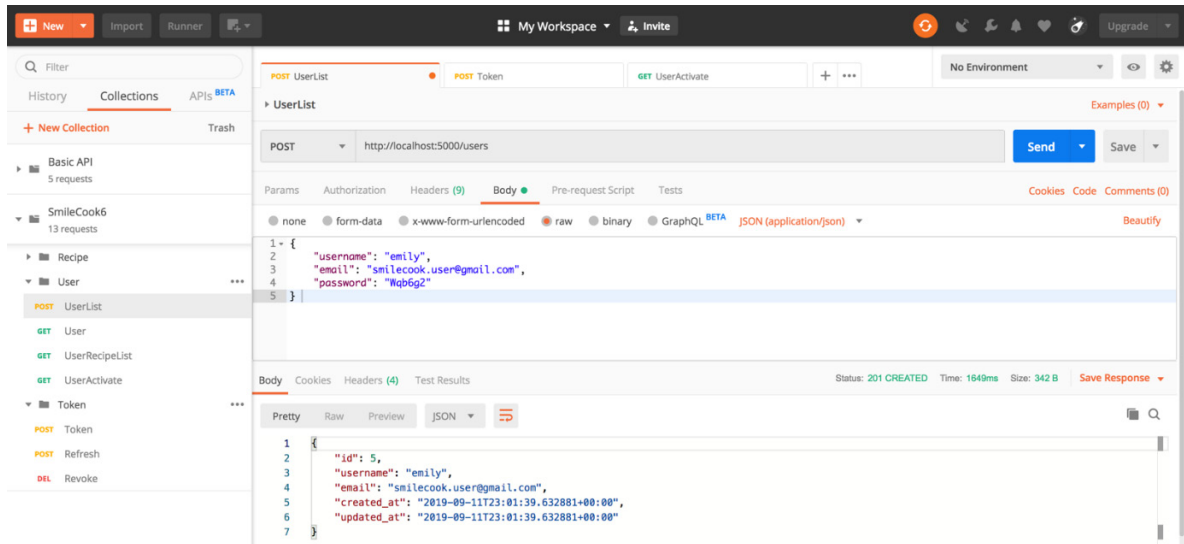 New Import Runner My Workspace Invite Upgrade
Filter
History Collections APIs BETA
+ New Collection Trash
Basic API
5 requests
SmileCook6
13 requests
Recipe
User
POST UserList
GET User
GET UserRecipeList
GET UserActivate
Token
POST Token
POST Refresh
DEL Revoke
POST UserList POST Token GET UserActivate + ••• No Environment
UserList Examples (0)
POST http://localhost:5000/users Send Save
Params Authorization Headers (9) Body Pre-request Script Tests Cookies Code Comments (0)
none form-data x-www-form-urlencoded raw binary GraphQL BETA JSON (application/json) Beautify
1 {
2 "username": "emily",
3 "email": "smilecook.user@gmail.com",
4 "password": "Wqb6g2"
5 }
Body Cookies Headers (4) Test Results Status: 201 CREATED Time: 1649ms Size: 342 B Save Response
Pretty Raw Preview JSON
1 {
2 "id": 5,
3 "username": "emily",
4 "email": "smilecook.user@gmail.com",
5 "created_at": "2019-09-11T23:01:39.632881+00:00",
6 "updated_at": "2019-09-11T23:01:39.632881+00:00"
7 }